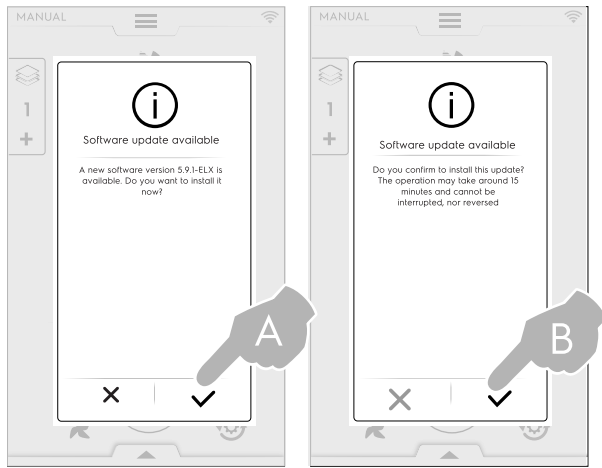 MANUAL
1
+
Software update available
A new software version 5.9.1-ELX is
available. Do you want to install it
now?
A
MANUAL
1
+
Software update available
Do you confirm to install this update?
The operation may take around 15
minutes and cannot be
interrupted, nor reversed
B